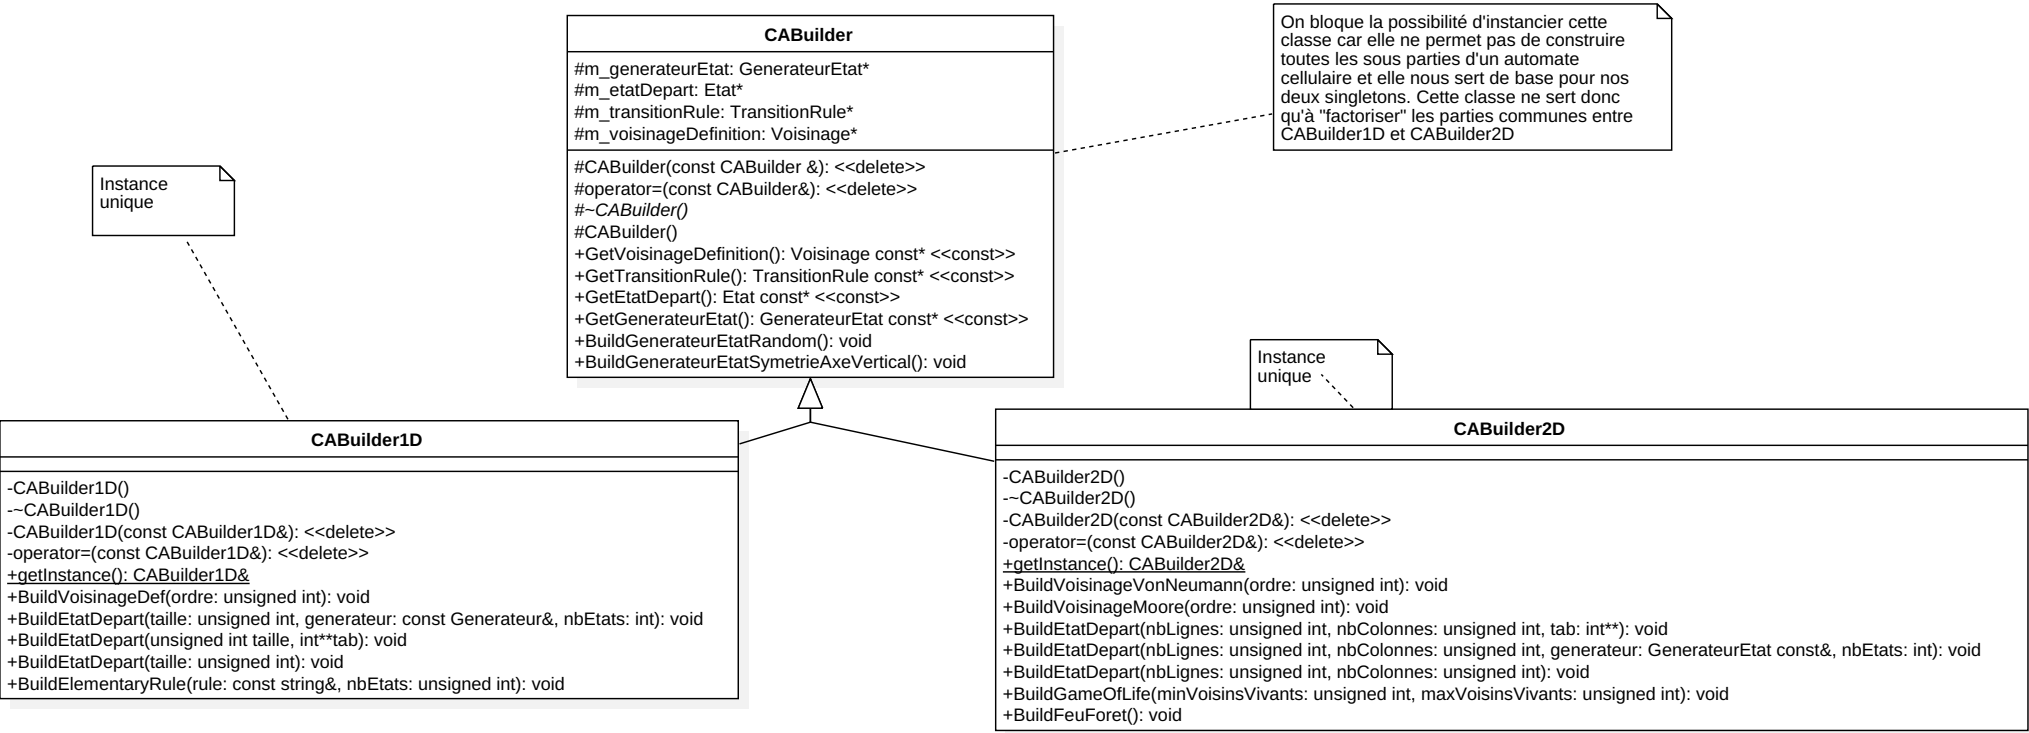 CABuilder
#m_generateurEtat: GenerateurEtat*
#m_etatDepart: Etat*
#m_transitionRule: TransitionRule*
#m_voisinageDefinition: Voisinage*
#CABuilder(const CABuilder &): <<delete>>
#operator=(const CABuilder&): <<delete>>
#~CABuilder()
#CABuilder()
+GetVoisinageDefinition(): Voisinage const* <<const>>
+GetTransitionRule(): TransitionRule const* <<const>>
+GetEtatDepart(): Etat const* <<const>>
+GetGenerateurEtat(): GenerateurEtat const* <<const>>
+BuildGenerateurEtatRandom(): void
+BuildGenerateurEtatSymetrieAxeVertical(): void
On bloque la possibilité d'instancier cette
classe car elle ne permet pas de construire
toutes les sous parties d'un automate
cellulaire et elle nous sert de base pour nos
deux singletons. Cette classe ne sert donc
qu'à "factoriser" les parties communes entre
CABuilder1D et CABuilder2D
Instance
unique
Instance
unique
CABuilder1D
-CABuilder1D()
-~CABuilder1D()
-CABuilder1D(const CABuilder1D&): <<delete>>
-operator=(const CABuilder1D&): <<delete>>
+getInstance(): CABuilder1D&
+BuildVoisinageDef(ordre: unsigned int): void
+BuildEtatDepart(taille: unsigned int, generateur: const Generateur&, nbEtats: int): void
+BuildEtatDepart(unsigned int taille, int**tab): void
+BuildEtatDepart(taille: unsigned int): void
+BuildElementaryRule(rule: const string&, nbEtats: unsigned int): void
CABuilder2D
-CABuilder2D()
-~CABuilder2D()
-CABuilder2D(const CABuilder2D&): <<delete>>
-operator=(const CABuilder2D&): <<delete>>
+getInstance(): CABuilder2D&
+BuildVoisinageVonNeumann(ordre: unsigned int): void
+BuildVoisinageMoore(ordre: unsigned int): void
+BuildEtatDepart(nbLignes: unsigned int, nbColonnes: unsigned int, tab: int**): void
+BuildEtatDepart(nbLignes: unsigned int, nbColonnes: unsigned int, generateur: GenerateurEtat const&, nbEtats: int): void
+BuildEtatDepart(nbLignes: unsigned int, nbColonnes: unsigned int): void
+BuildGameOfLife(minVoisinsVivants: unsigned int, maxVoisinsVivants: unsigned int): void
+BuildFeuForet(): void